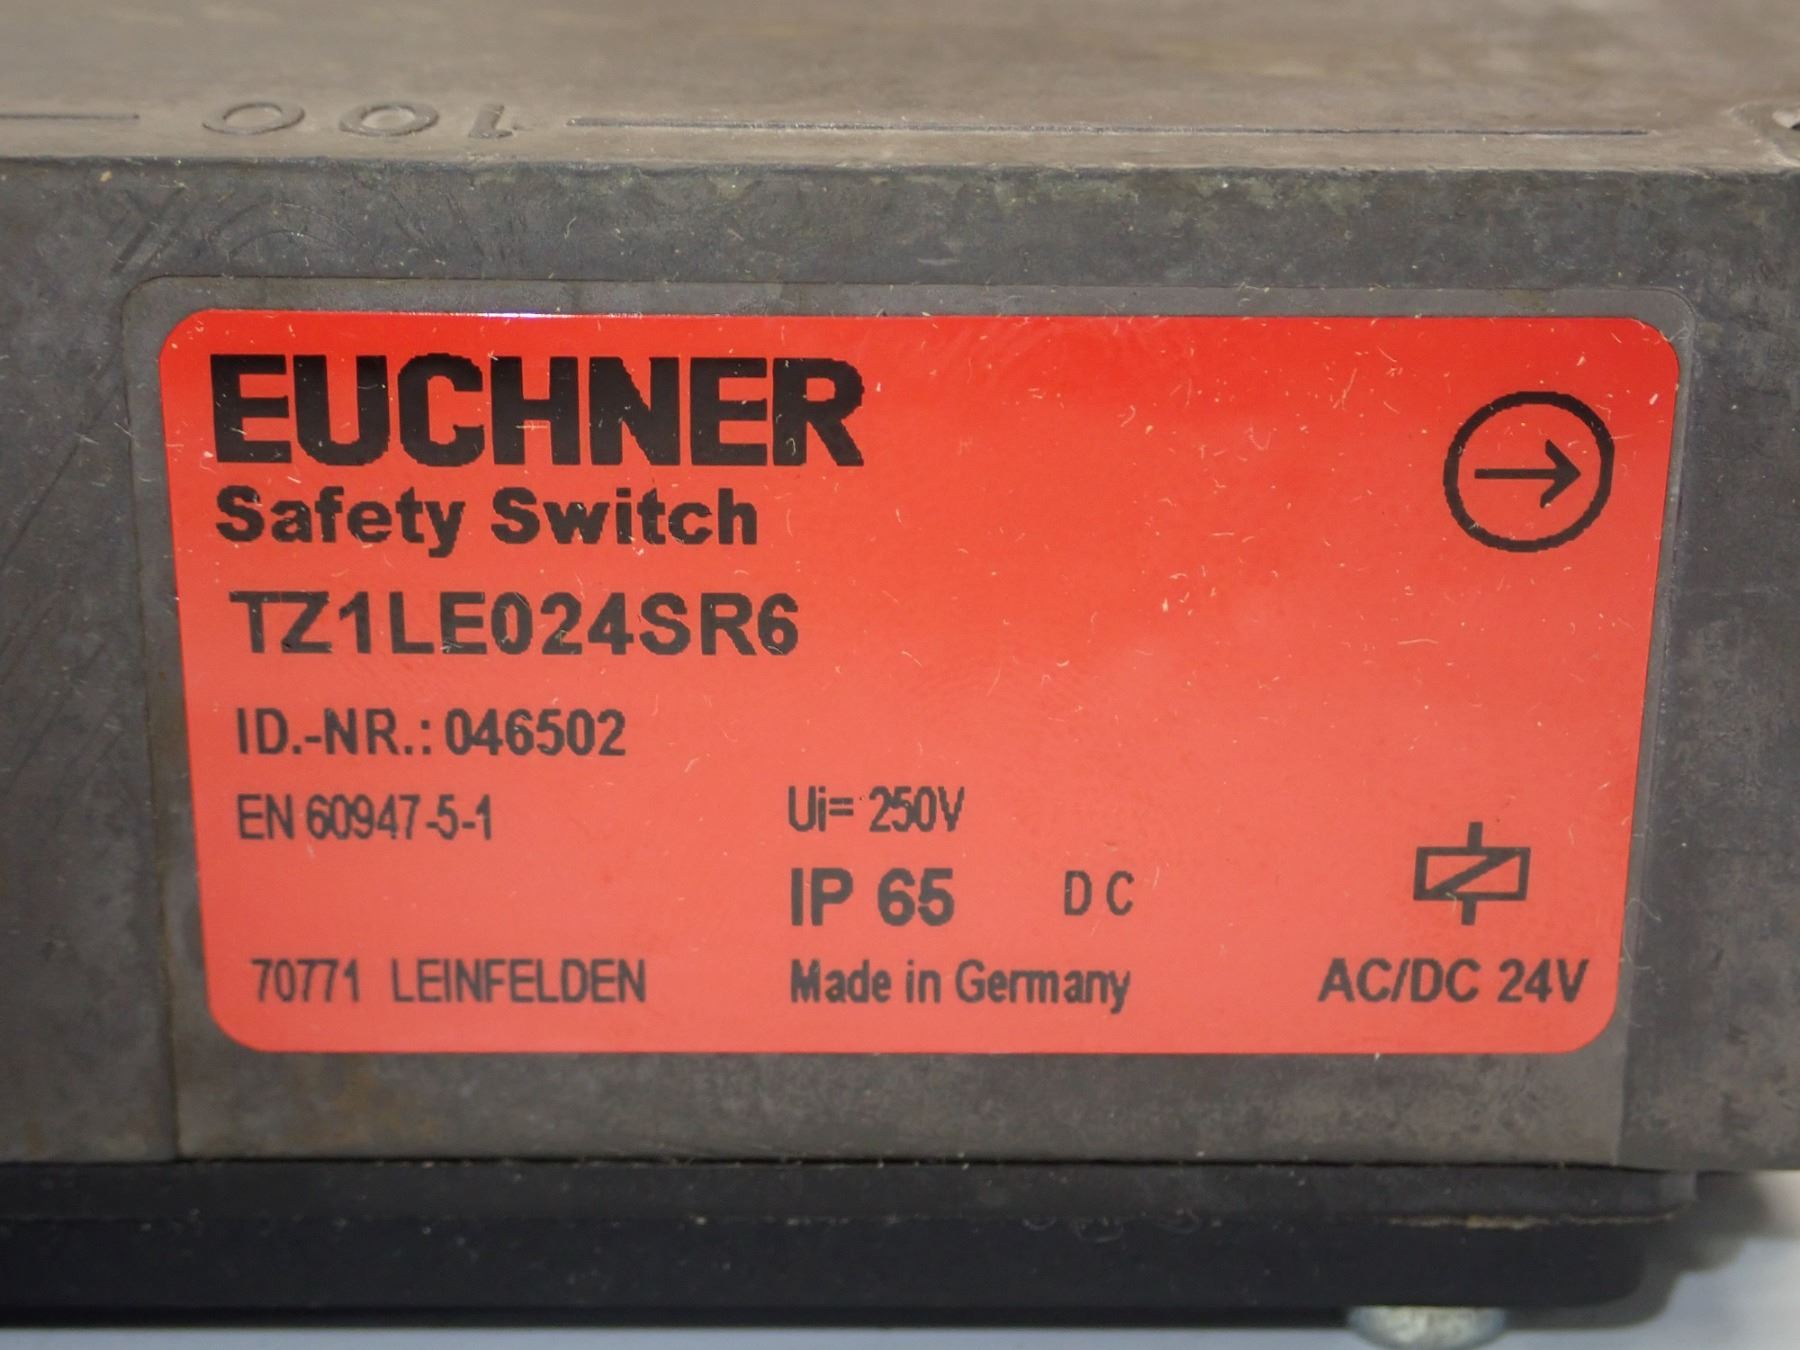 100
EUCHNER
Safety Switch
TZ1LE024SR6
ID.-NR.: 046502
EN 60947-5-1
Ui= 250V
IP 65 DC
70771 LEINFELDEN
Made in Germany
AC/DC 24V